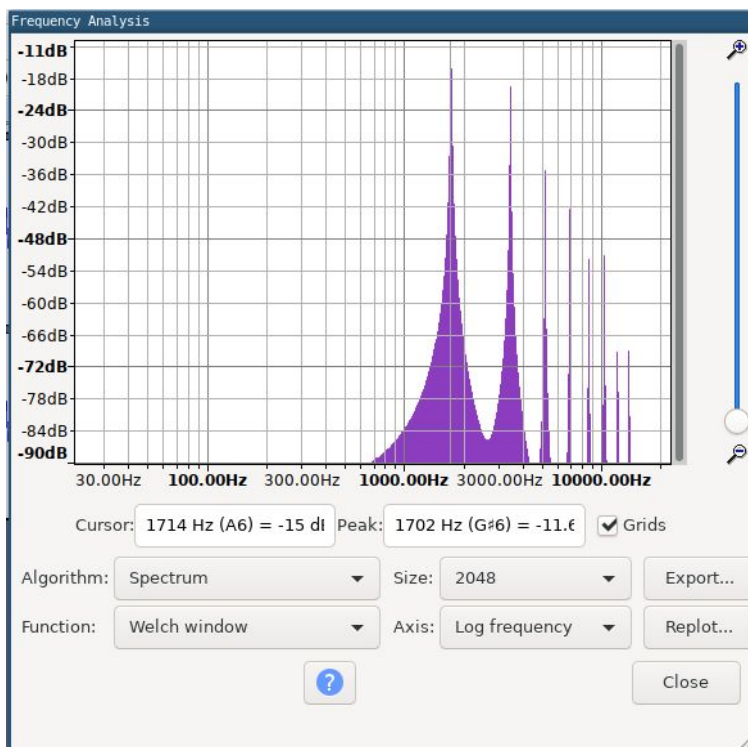 Frequency Analysis
-11dB
-18dB
-24dB
-30dB
-36dB
-42dB
-48dB
-54dB
-60dB
-66dB
-72dB
-78dB
-84dB
-90dB
30.00Hz 100.00Hz 300.00Hz 1000.00Hz 3000.00Hz 10000.00Hz
Cursor: 1714 Hz (A6) = -15 dB Peak: 1702 Hz (G♯6) = -11.6 Grids
Algorithm: Spectrum Size: 2048 Export...
Function: Welch window Axis: Log frequency Replot...
? Close